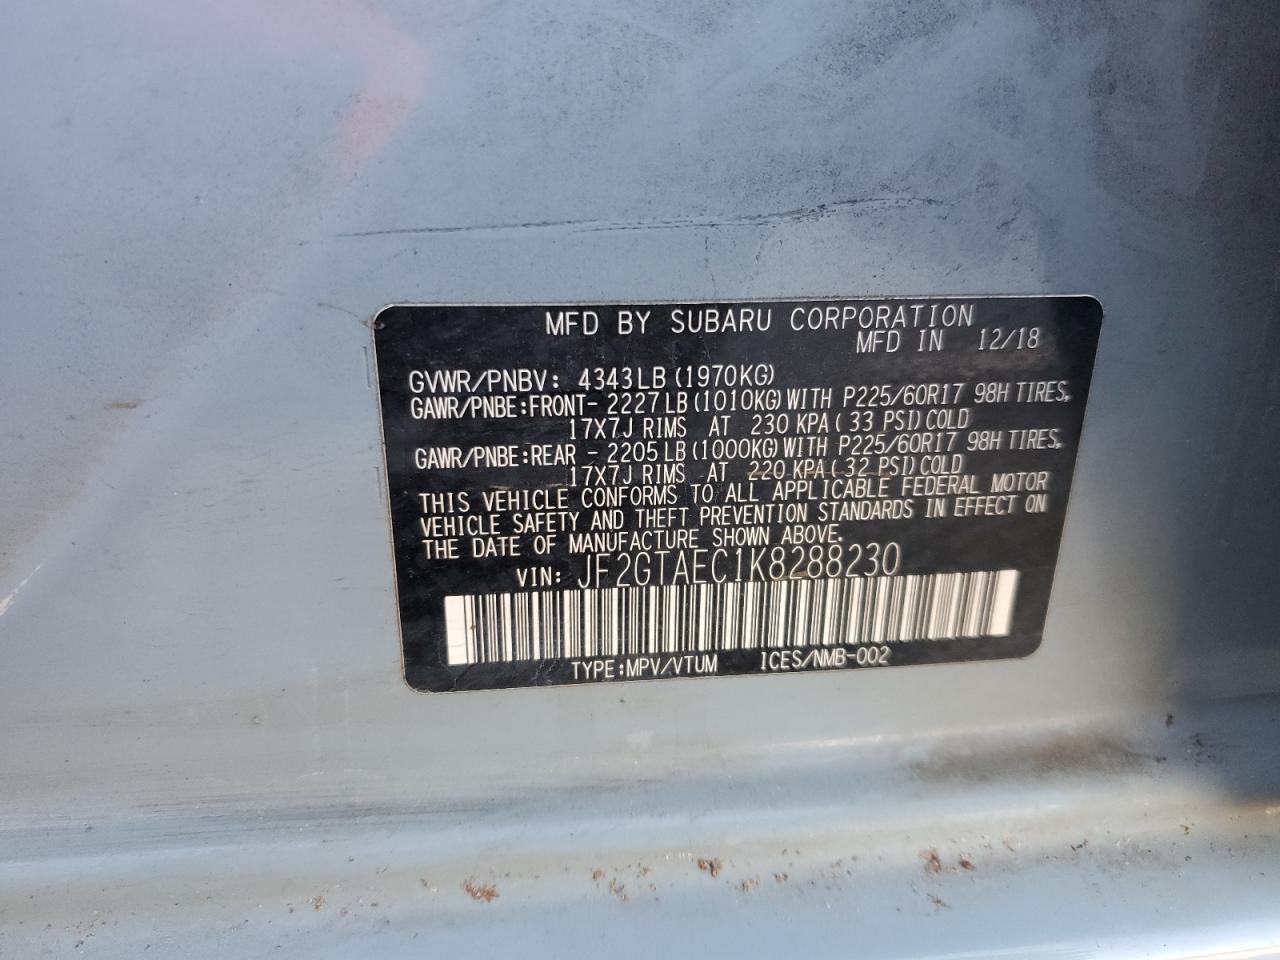 MFD BY SUBARU CORPORATION
MFD IN 12/18
GVWR/PNBV: 4343LB (1970KG)
GAWR/PNBE:FRONT- 2227LB (1010KG) WITH P225/60R17 98H TIRES,
17X7J RIMS AT 230 KPA ( 33 PSI) COLD
GAWR/PNBE:REAR - 2205LB (1000KG) WITH P225/60R17 98H TIRES,
17X7J RIMS AT 220 KPA ( 32 PSI) COLD
THIS VEHICLE CONFORMS TO ALL APPLICABLE FEDERAL MOTOR
VEHICLE SAFETY AND THEFT PREVENTION STANDARDS IN EFFECT ON
THE DATE OF MANUFACTURE SHOWN ABOVE.
VIN: JF2GTAEC1K8288230
TYPE:MPV/VTUM ICES/NMB-002